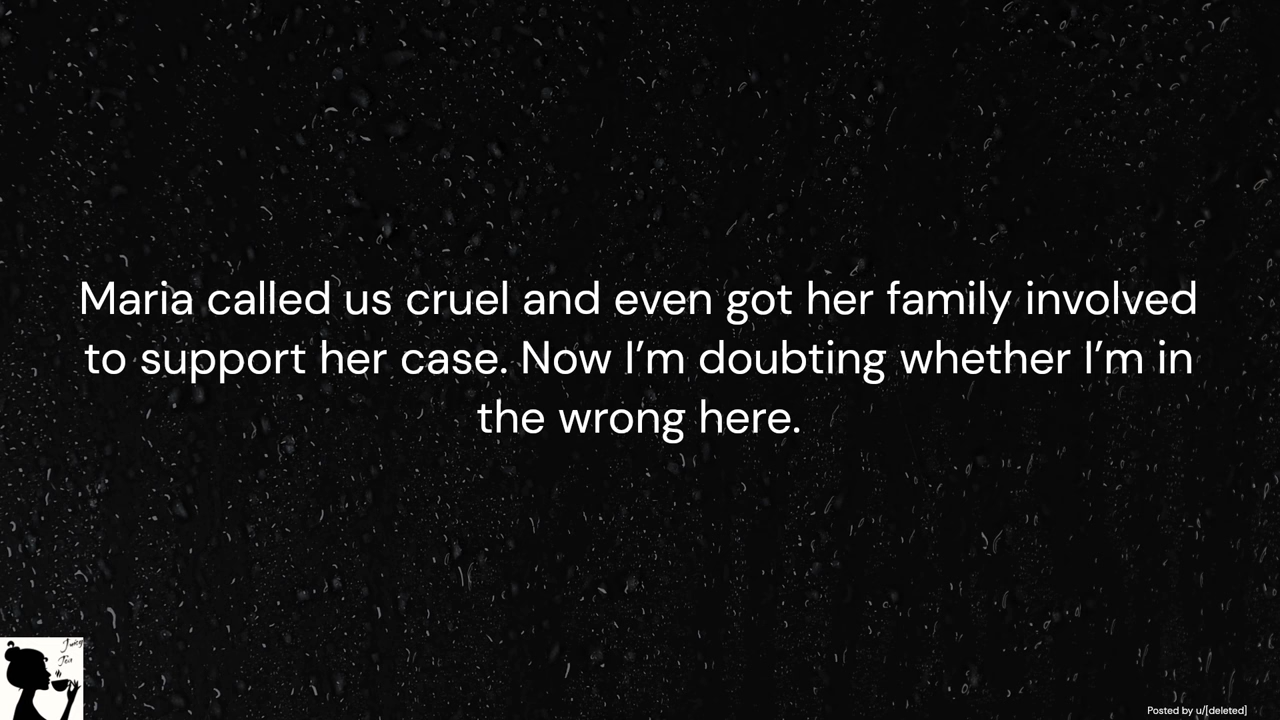 Maria called us cruel and even got her family involved
to support her case. Now I’m doubting whether I’m in
the wrong here.
Tea
Posted by u/[deleted]